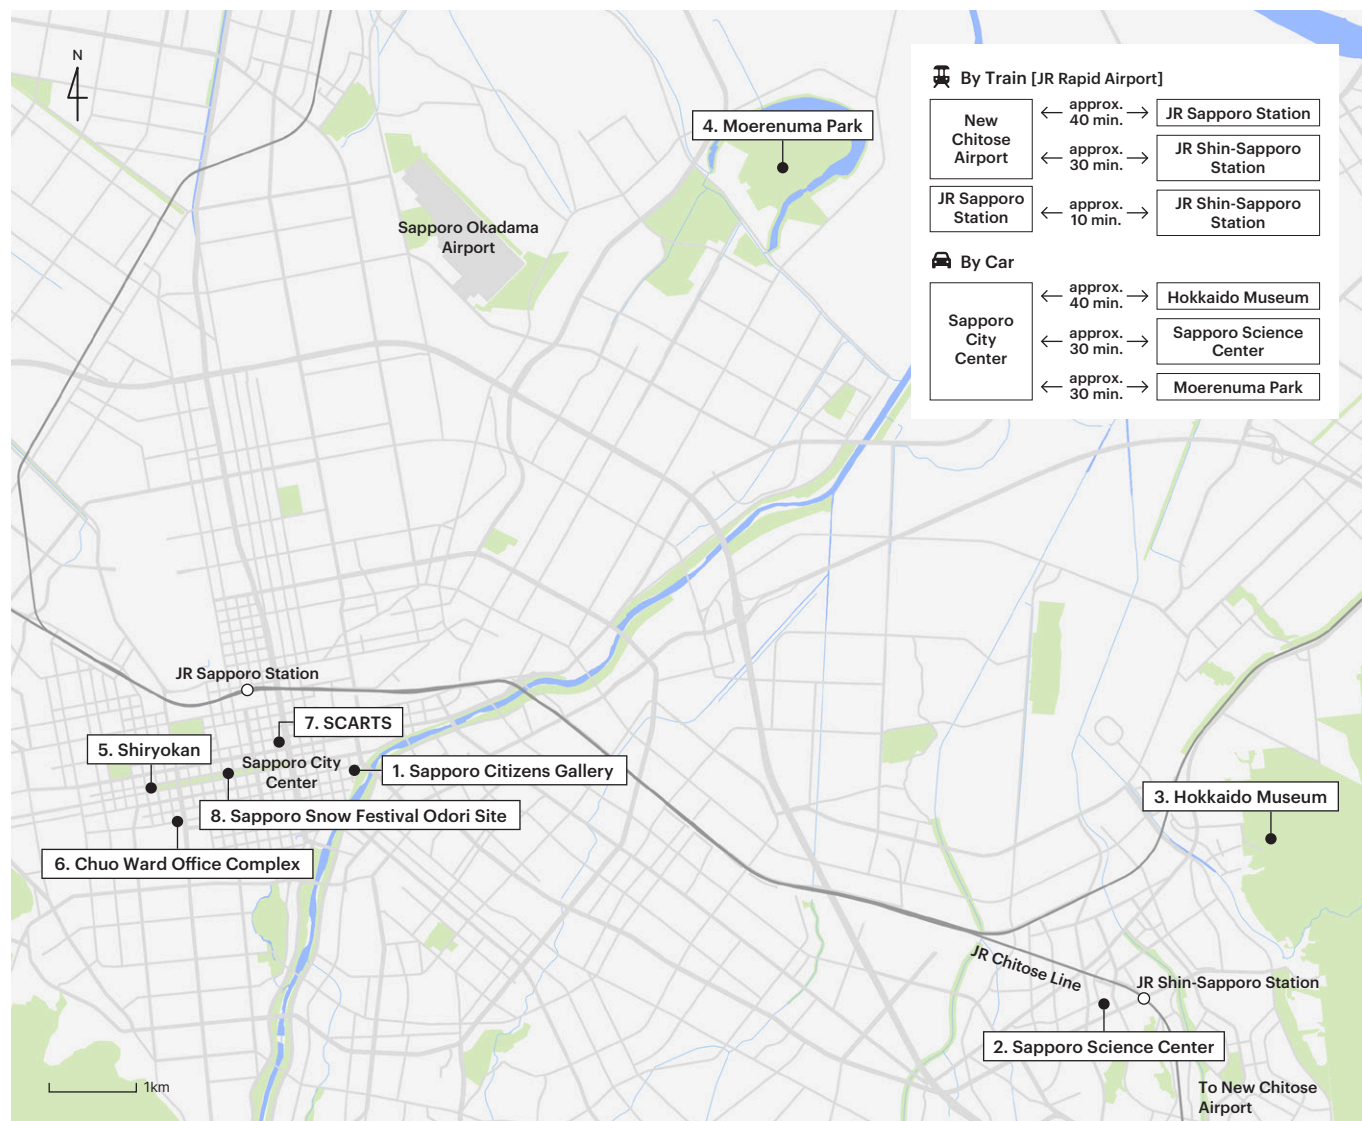 N
By Train [JR Rapid Airport]
New
Chitose
Airport
approx.
40 min.
JR Sapporo Station
approx.
30 min.
JR Shin-Sapporo
Station
JR Sapporo
Station
approx.
10 min.
JR Shin-Sapporo
Station
By Car
Sapporo
City
Center
approx.
40 min.
Hokkaido Museum
approx.
30 min.
Sapporo Science
Center
approx.
30 min.
Moerenuma Park
4. Moerenuma Park
Sapporo Okadama
Airport
JR Sapporo Station
7. SCARTS
5. Shiryokan
Sapporo City
Center
1. Sapporo Citizens Gallery
8. Sapporo Snow Festival Odori Site
6. Chuo Ward Office Complex
3. Hokkaido Museum
JR Chitose Line
JR Shin-Sapporo Station
2. Sapporo Science Center
1km
To New Chitose
Airport